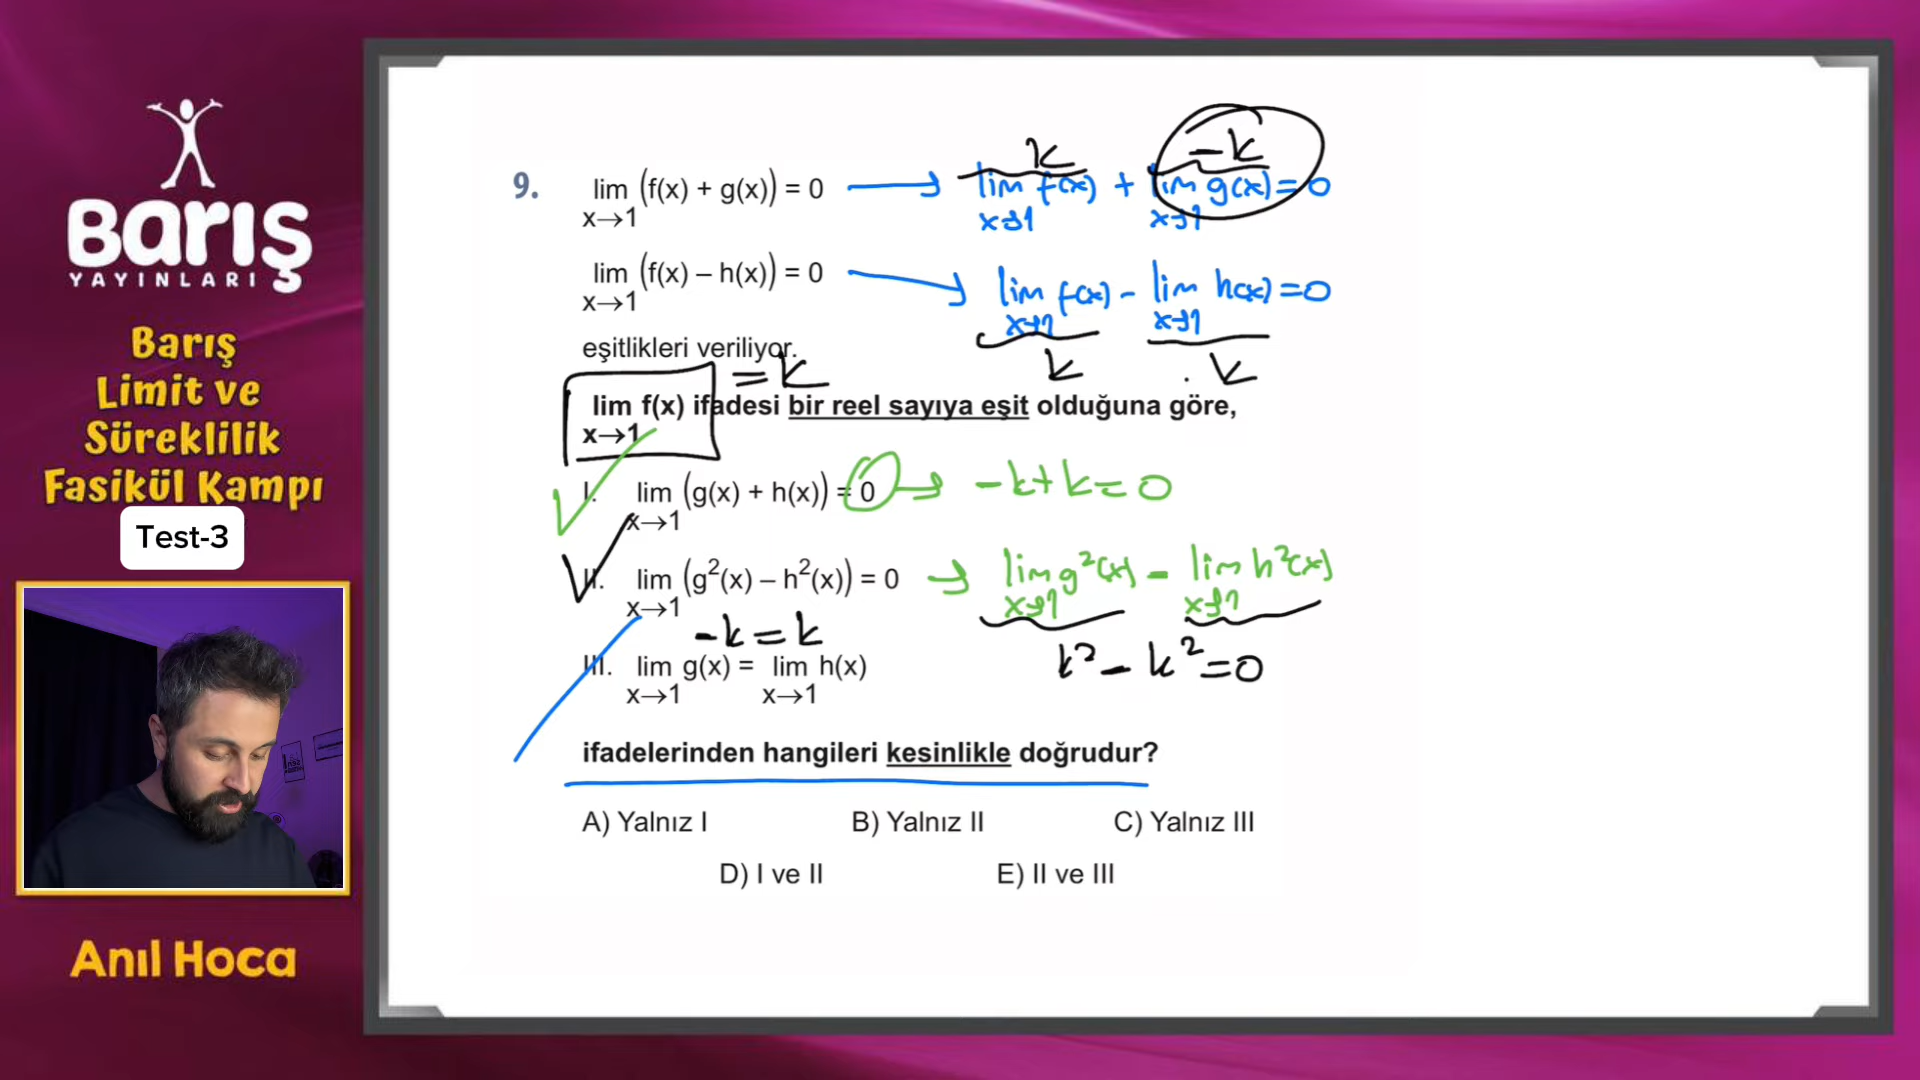 BARIŞ
YAYINLARI
Barış
Limit ve
Süreklilik
Fasikül Kampı
Test-3
Anıl Hoca
k
-k
9. lim (f(x) + g(x)) = 0 → lim f(x) + lim g(x) = 0
x→1 x→1 x→1
lim (f(x) – h(x)) = 0 → lim f(x) - lim h(x) = 0
x→1 x→1 x→1
eşitlikleri veriliyor.
= k k k
lim f(x) ifadesi bir reel sayıya eşit olduğuna göre,
x→1
I. lim (g(x) + h(x)) = 0 → -k+k=0
x→1
II. lim (g²(x) – h²(x)) = 0 → lim g²(x) - lim h²(x)
x→1 x→1 x→1
-k = k k² - k² = 0
III. lim g(x) = lim h(x)
x→1 x→1
ifadelerinden hangileri kesinlikle doğrudur?
A) Yalnız I B) Yalnız II C) Yalnız III
D) I ve II E) II ve III